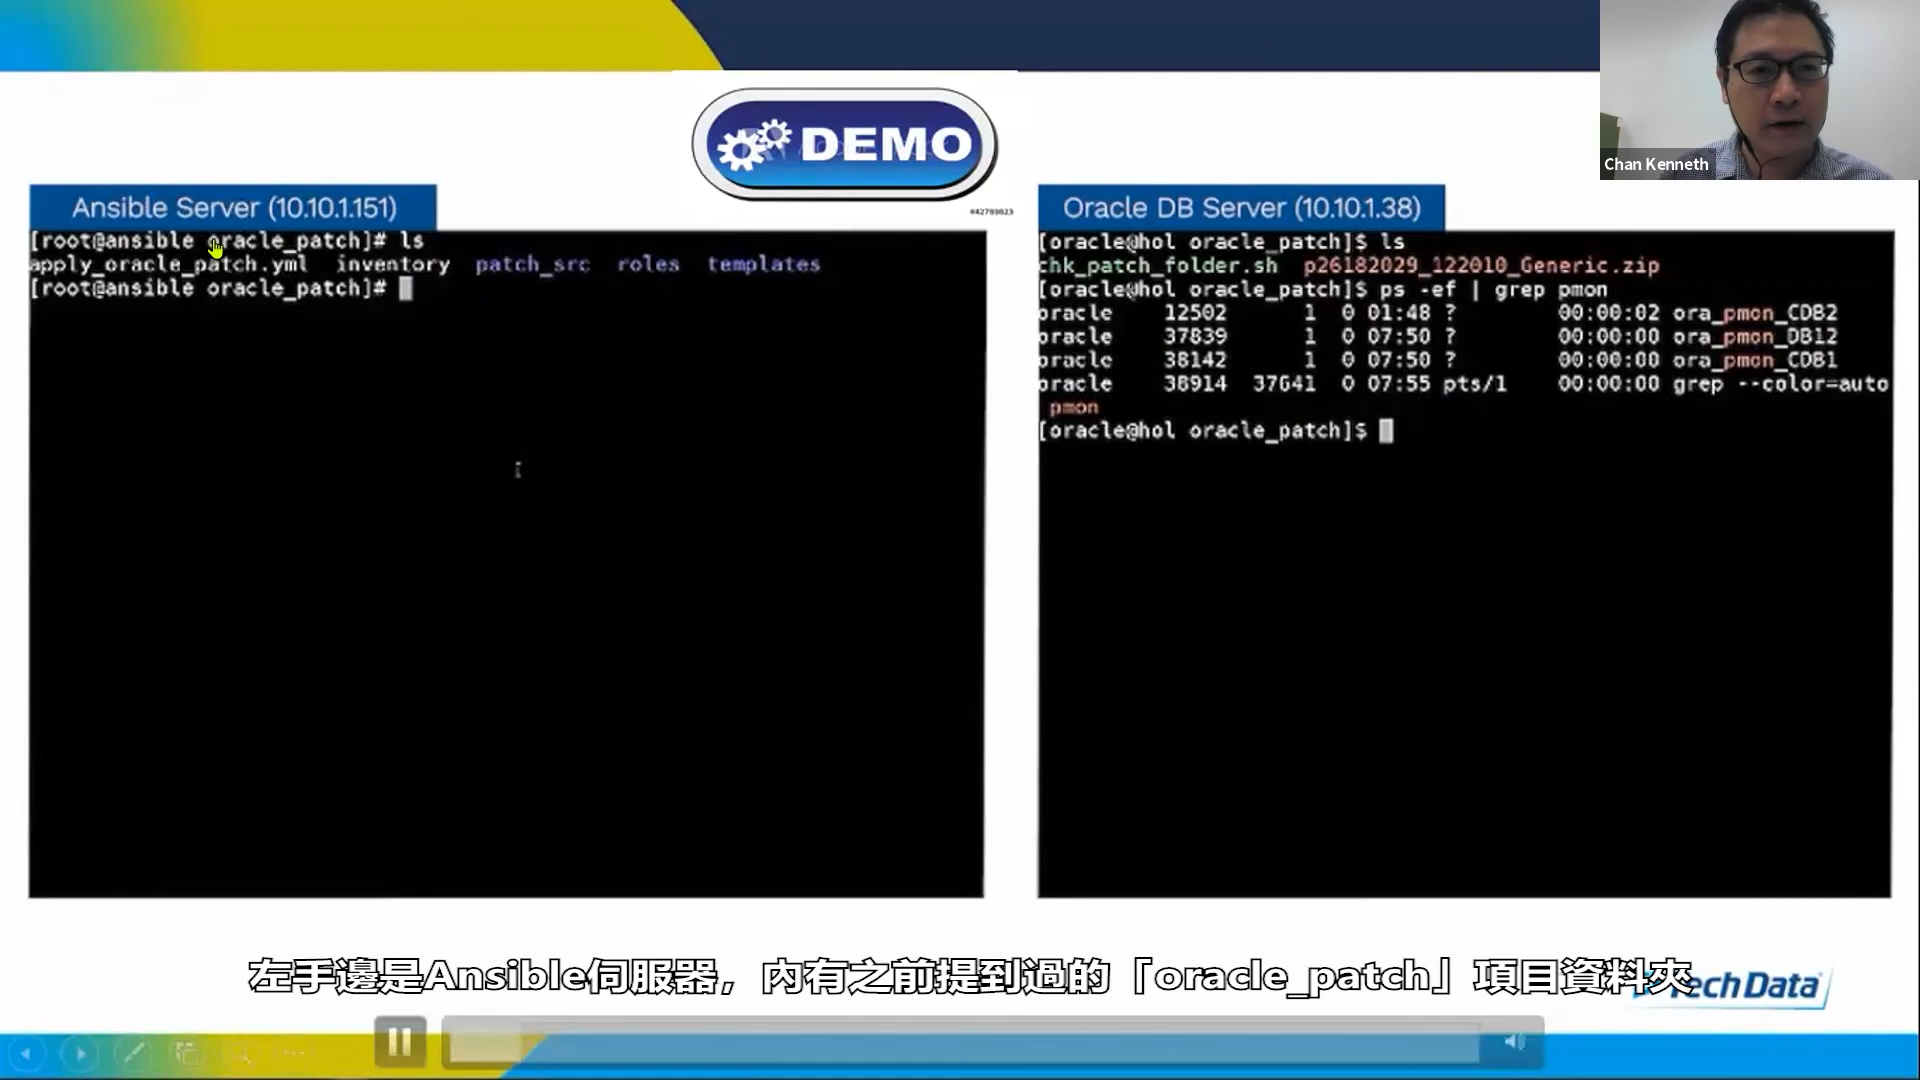 DEMO
Chan Kenneth
Ansible Server (10.10.1.151)
#42789823
Oracle DB Server (10.10.1.38)
[root@ansible oracle_patch]# ls
apply_oracle_patch.yml  inventory  patch_src  roles  templates
[root@ansible oracle_patch]#
[oracle@hol oracle_patch]$ ls
chk_patch_folder.sh  p26182029_122010_Generic.zip
[oracle@hol oracle_patch]$ ps -ef | grep pmon
oracle    12502      1  0 01:48 ?        00:00:02 ora_pmon_CDB2
oracle    37839      1  0 07:50 ?        00:00:00 ora_pmon_DB12
oracle    38142      1  0 07:50 ?        00:00:00 ora_pmon_CDB1
oracle    38914  37641  0 07:55 pts/1    00:00:00 grep --color=auto
pmon
[oracle@hol oracle_patch]$
左手邊是Ansible伺服器，內有之前提到過的「oracle_patch」項目資料夾
Tech Data